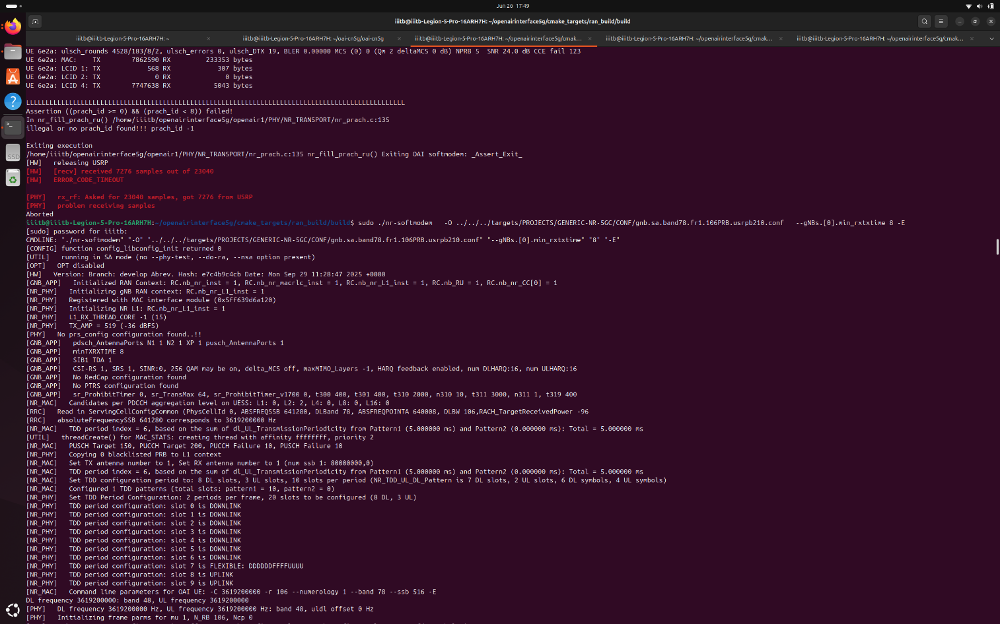 Jun 26 17:49
iiitb@iiitb-Legion-5-Pro-16ARH7H: ~/openairinterface5g/cmake_targets/ran_build/build
iiitb@iiitb-Legion-5-Pro-16ARH7H: ~
iiitb@iiitb-Legion-5-Pro-16ARH7H: ~/oai-cn5g/oai-cn5g
iiitb@iiitb-Legion-5-Pro-16ARH7H: ~/openairinterface5g/cmak...
iiitb@iiitb-Legion-5-Pro-16ARH7H: ~/openairinterface5g/cmak...
iiitb@iiitb-Legion-5-Pro-16ARH7H: ~/openairinterface5g/cmak...
UE 6e2a: ulsch_rounds 4528/183/8/2, ulsch_errors 0, ulsch_DTX 19, BLER 0.00000 MCS (0) 0 (Qm 2 deltaMCS 0 dB) NPRB 5  SNR 24.0 dB CCE fail 123
UE 6e2a: MAC:    TX        7862590 RX         233353 bytes
UE 6e2a: LCID 1: TX            568 RX            307 bytes
UE 6e2a: LCID 2: TX              0 RX              0 bytes
UE 6e2a: LCID 4: TX        7747638 RX           5043 bytes
LLLLLLLLLLLLLLLLLLLLLLLLLLLLLLLLLLLLLLLLLLLLLLLLLLLLLLLLLLLLLLLLLLLLLLLLLLLLLLLLLLLLLLLLLLLLLLLLL
Assertion ((prach_id >= 0) && (prach_id < 8)) failed!
In nr_fill_prach_ru() /home/iiitb/openairinterface5g/openair1/PHY/NR_TRANSPORT/nr_prach.c:135
illegal or no prach_id found!!! prach_id -1
Exiting execution
/home/iiitb/openairinterface5g/openair1/PHY/NR_TRANSPORT/nr_prach.c:135 nr_fill_prach_ru() Exiting OAI softmodem: _Assert_Exit_
[HW]   releasing USRP
[HW]   [recv] received 7276 samples out of 23040
[HW]   ERROR_CODE_TIMEOUT
[PHY]   rx_rf: Asked for 23040 samples, got 7276 from USRP
[PHY]   problem receiving samples
Aborted
iiitb@iiitb-Legion-5-Pro-16ARH7H:~/openairinterface5g/cmake_targets/ran_build/build$ sudo ./nr-softmodem   -O ../../../targets/PROJECTS/GENERIC-NR-5GC/CONF/gnb.sa.band78.fr1.106PRB.usrpb210.conf   --gNBs.[0].min_rxtxtime 8 -E
[sudo] password for iiitb:
CMDLINE: "./nr-softmodem" "-O" "../../../targets/PROJECTS/GENERIC-NR-5GC/CONF/gnb.sa.band78.fr1.106PRB.usrpb210.conf" "--gNBs.[0].min_rxtxtime" "8" "-E"
[CONFIG] function config_libconfig_init returned 0
[UTIL]   running in SA mode (no --phy-test, --do-ra, --nsa option present)
[OPT]   OPT disabled
[HW]   Version: Branch: develop Abrev. Hash: e7c4b9c4cb Date: Mon Sep 29 11:28:47 2025 +0000
[GNB_APP]   Initialized RAN Context: RC.nb_nr_inst = 1, RC.nb_nr_macrlc_inst = 1, RC.nb_nr_L1_inst = 1, RC.nb_RU = 1, RC.nb_nr_CC[0] = 1
[NR_PHY]   Initializing gNB RAN context: RC.nb_nr_L1_inst = 1
[NR_PHY]   Registered with MAC interface module (0x5ff639d6a120)
[NR_PHY]   Initializing NR L1: RC.nb_nr_L1_inst = 1
[NR_PHY]   L1_RX_THREAD_CORE -1 (15)
[NR_PHY]   TX_AMP = 519 (-36 dBFS)
[PHY]   No prs_config configuration found..!!
[GNB_APP]   pdsch_AntennaPorts N1 1 N2 1 XP 1 pusch_AntennaPorts 1
[GNB_APP]   minTXRXTIME 8
[GNB_APP]   SIB1 TDA 1
[GNB_APP]   CSI-RS 1, SRS 1, SINR:0, 256 QAM may be on, delta_MCS off, maxMIMO_Layers -1, HARQ feedback enabled, num DLHARQ:16, num ULHARQ:16
[GNB_APP]   No RedCap configuration found
[GNB_APP]   No PTRS configuration found
[GNB_APP]   sr_ProhibitTimer 0, sr_TransMax 64, sr_ProhibitTimer_v1700 0, t300 400, t301 400, t310 2000, n310 10, t311 3000, n311 1, t319 400
[NR_MAC]   Candidates per PDCCH aggregation level on UESS: L1: 0, L2: 2, L4: 0, L8: 0, L16: 0
[RRC]   Read in ServingCellConfigCommon (PhysCellId 0, ABSFREQSSB 641280, DLBand 78, ABSFREQPOINTA 640008, DLBW 106,RACH_TargetReceivedPower -96
[RRC]   absoluteFrequencySSB 641280 corresponds to 3619200000 Hz
[NR_MAC]   TDD period index = 6, based on the sum of dl_UL_TransmissionPeriodicity from Pattern1 (5.000000 ms) and Pattern2 (0.000000 ms): Total = 5.000000 ms
[UTIL]   threadCreate() for MAC_STATS: creating thread with affinity ffffffff, priority 2
[NR_MAC]   PUSCH Target 150, PUCCH Target 200, PUCCH Failure 10, PUSCH Failure 10
[NR_PHY]   Copying 0 blacklisted PRB to L1 context
[NR_MAC]   Set TX antenna number to 1, Set RX antenna number to 1 (num ssb 1: 80000000,0)
[NR_MAC]   TDD period index = 6, based on the sum of dl_UL_TransmissionPeriodicity from Pattern1 (5.000000 ms) and Pattern2 (0.000000 ms): Total = 5.000000 ms
[NR_MAC]   Set TDD configuration period to: 8 DL slots, 3 UL slots, 10 slots per period (NR_TDD_UL_DL_Pattern is 7 DL slots, 2 UL slots, 6 DL symbols, 4 UL symbols)
[NR_MAC]   Configured 1 TDD patterns (total slots: pattern1 = 10, pattern2 = 0)
[NR_PHY]   Set TDD Period Configuration: 2 periods per frame, 20 slots to be configured (8 DL, 3 UL)
[NR_PHY]   TDD period configuration: slot 0 is DOWNLINK
[NR_PHY]   TDD period configuration: slot 1 is DOWNLINK
[NR_PHY]   TDD period configuration: slot 2 is DOWNLINK
[NR_PHY]   TDD period configuration: slot 3 is DOWNLINK
[NR_PHY]   TDD period configuration: slot 4 is DOWNLINK
[NR_PHY]   TDD period configuration: slot 5 is DOWNLINK
[NR_PHY]   TDD period configuration: slot 6 is DOWNLINK
[NR_PHY]   TDD period configuration: slot 7 is FLEXIBLE: DDDDDDFFFFUUUU
[NR_PHY]   TDD period configuration: slot 8 is UPLINK
[NR_PHY]   TDD period configuration: slot 9 is UPLINK
[NR_MAC]   Command line parameters for OAI UE: -C 3619200000 -r 106 --numerology 1 --band 78 --ssb 516 -E
DL frequency 3619200000: band 48, UL frequency 3619200000
[PHY]   DL frequency 3619200000 Hz, UL frequency 3619200000 Hz: band 48, uldl offset 0 Hz
[PHY]   Initializing frame parms for mu 1, N_RB 106, Ncp 0